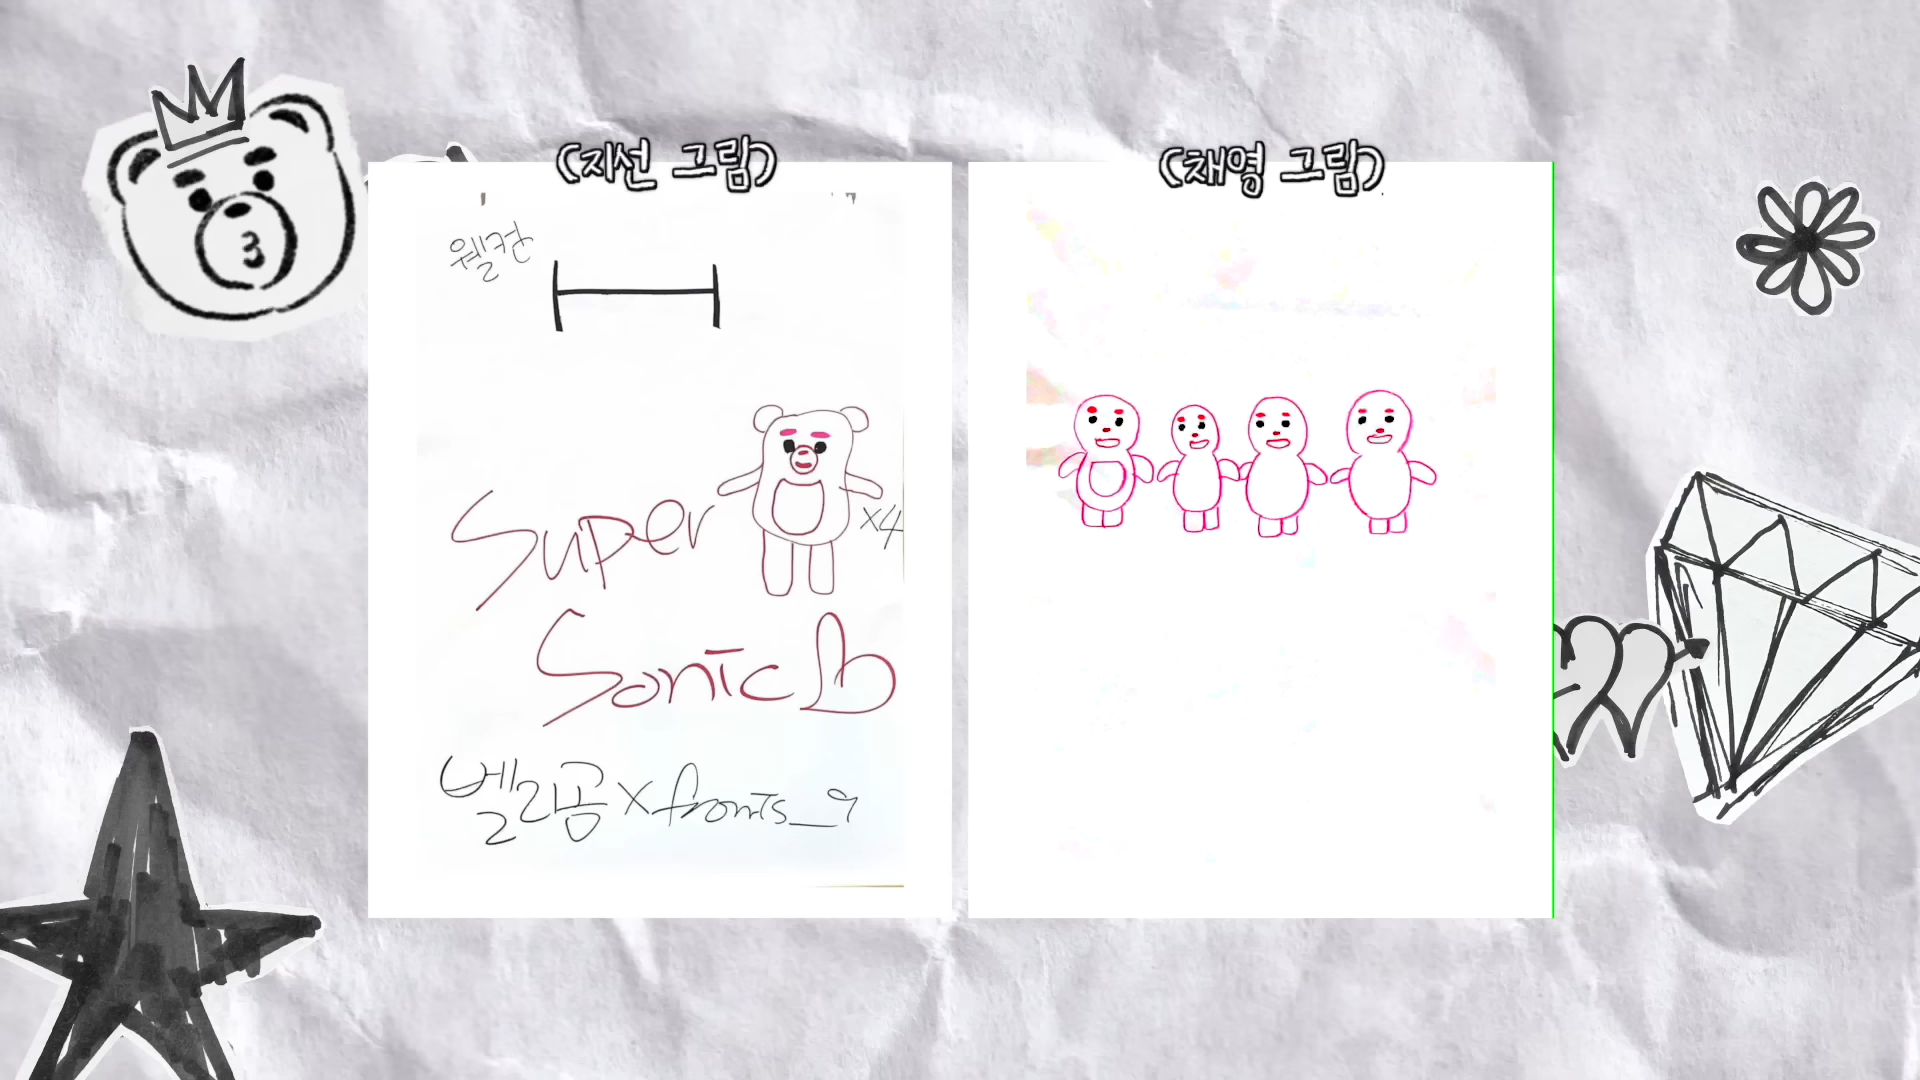 (지선 그림)
(채영 그림)
웰컴
Super
x4
Sonic
벨리곰 X fromis_9